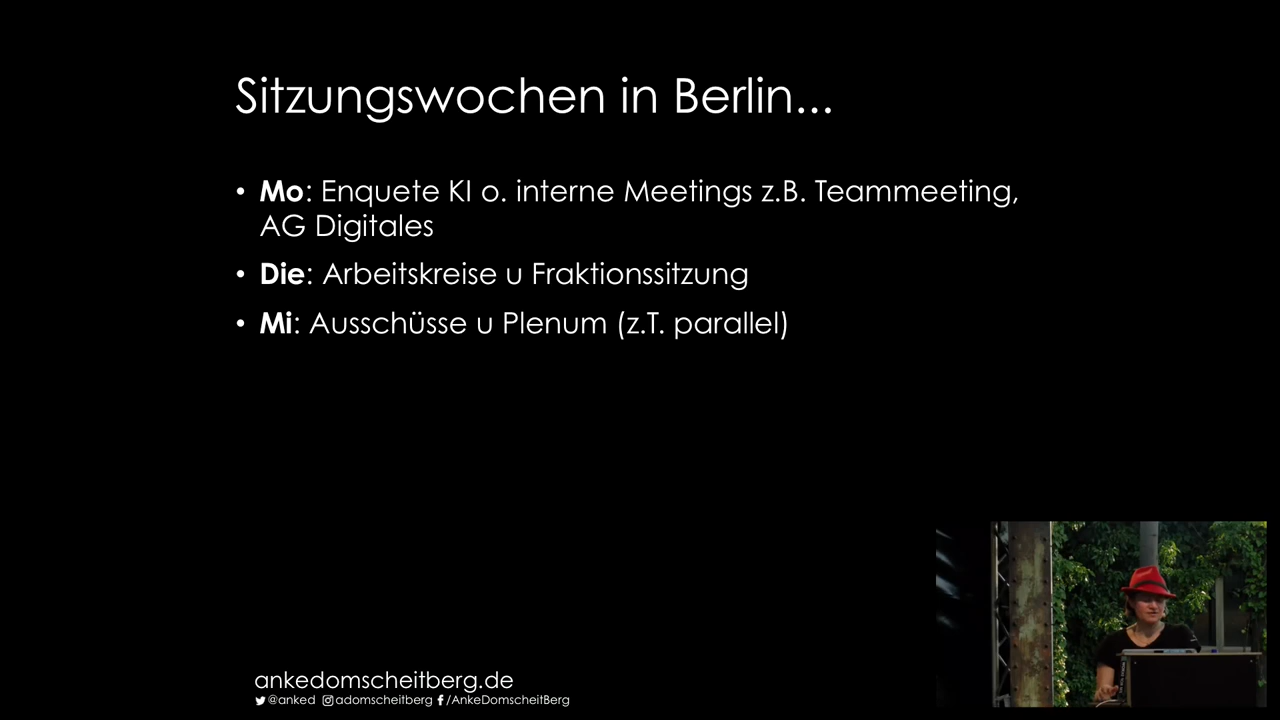 Sitzungswochen in Berlin...
• Mo: Enquete KI o. interne Meetings z.B. Teammeeting,
AG Digitales
• Die: Arbeitskreise u Fraktionssitzung
• Mi: Ausschüsse u Plenum (z.T. parallel)
ankedomscheitberg.de
@anked adomscheitberg /AnkeDomscheitBerg